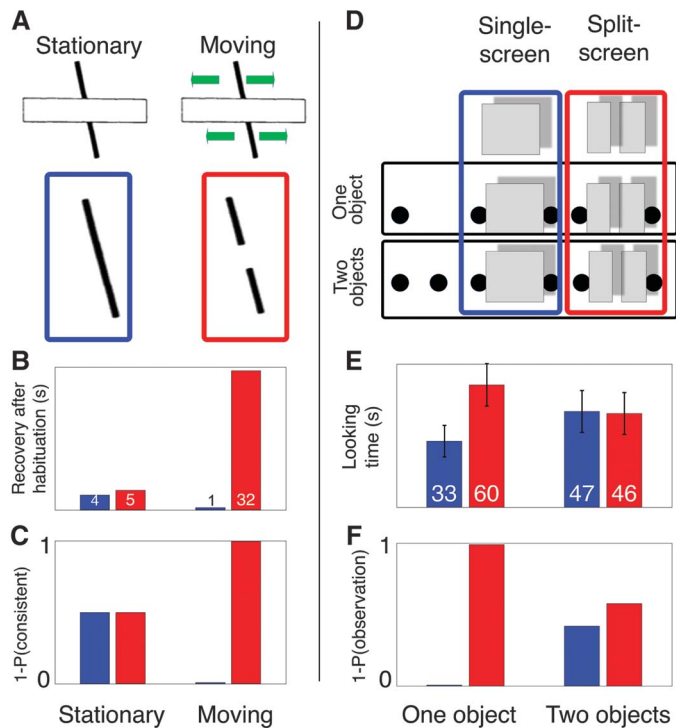 A
Stationary
Moving
B
Recovery after
habituation (s)
4
5
1
32
C
1-P(consistent)
1
0
Stationary
Moving
D
Single-
screen
Split-
screen
One
object
Two
objects
E
Looking
time (s)
33
60
47
46
F
1-P(observation)
1
0
One object
Two objects